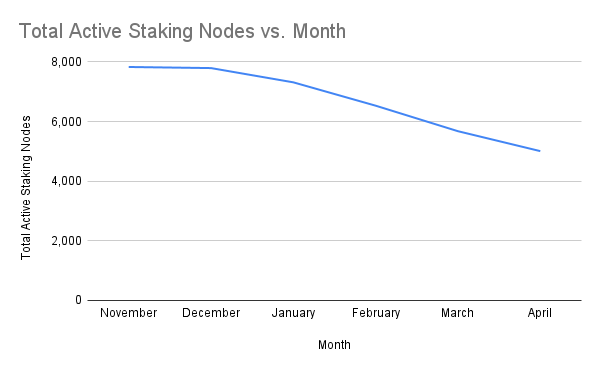 Total Active Staking Nodes vs. Month
Total Active Staking Nodes
8,000
6,000
4,000
2,000
0
November December January February March April
Month